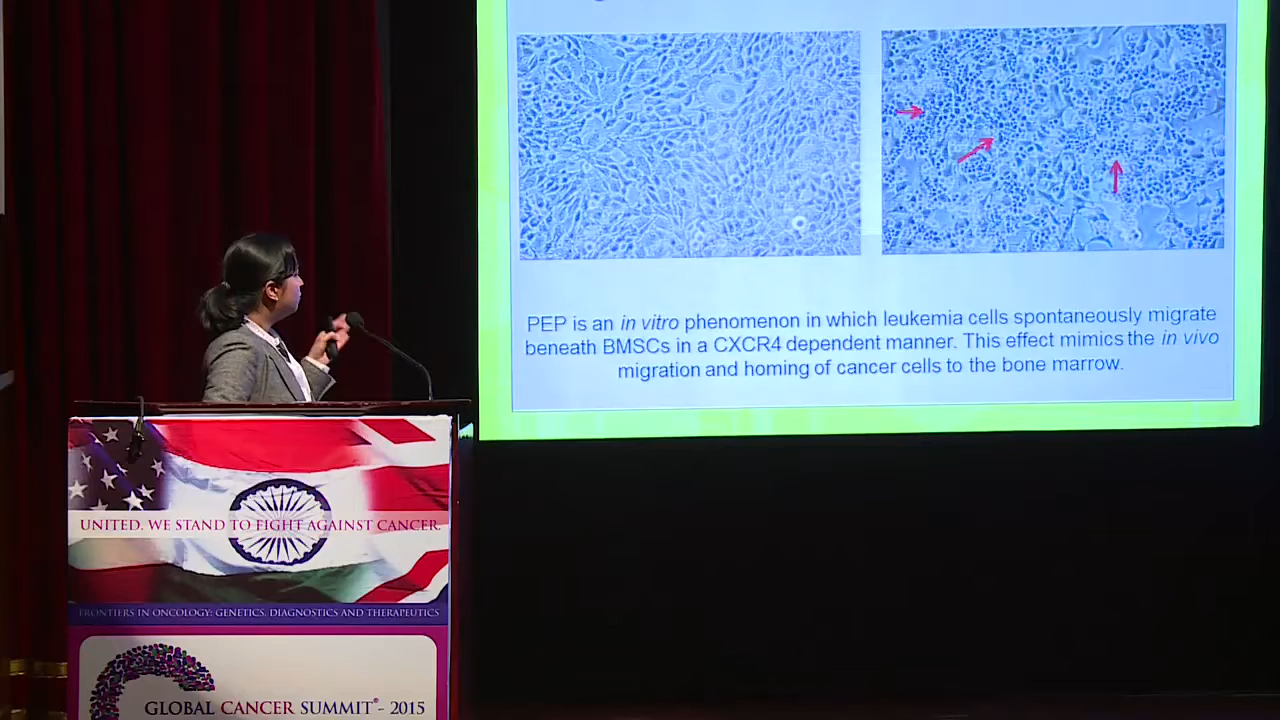 PEP is an in vitro phenomenon in which leukemia cells spontaneously migrate
beneath BMSCs in a CXCR4 dependent manner. This effect mimics the in vivo
migration and homing of cancer cells to the bone marrow.
UNITED. WE STAND TO FIGHT AGAINST CANCER.
FRONTIERS IN ONCOLOGY: GENETICS, DIAGNOSTICS AND THERAPEUTICS
GLOBAL CANCER SUMMIT® - 2015